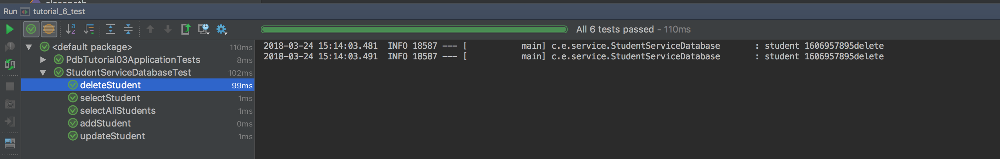 classpath
Run tutorial_6_test
All 6 tests passed - 110ms
<default package> 110ms
PdbTutorial03ApplicationTests 8ms
StudentServiceDatabaseTest 102ms
deleteStudent 99ms
selectStudent 1ms
selectAllStudents 1ms
addStudent 0ms
updateStudent 1ms
2018-03-24 15:14:03.481  INFO 18587 --- [           main] c.e.service.StudentServiceDatabase       : student 1606957895delete
2018-03-24 15:14:03.491  INFO 18587 --- [           main] c.e.service.StudentServiceDatabase       : student 1606957895delete